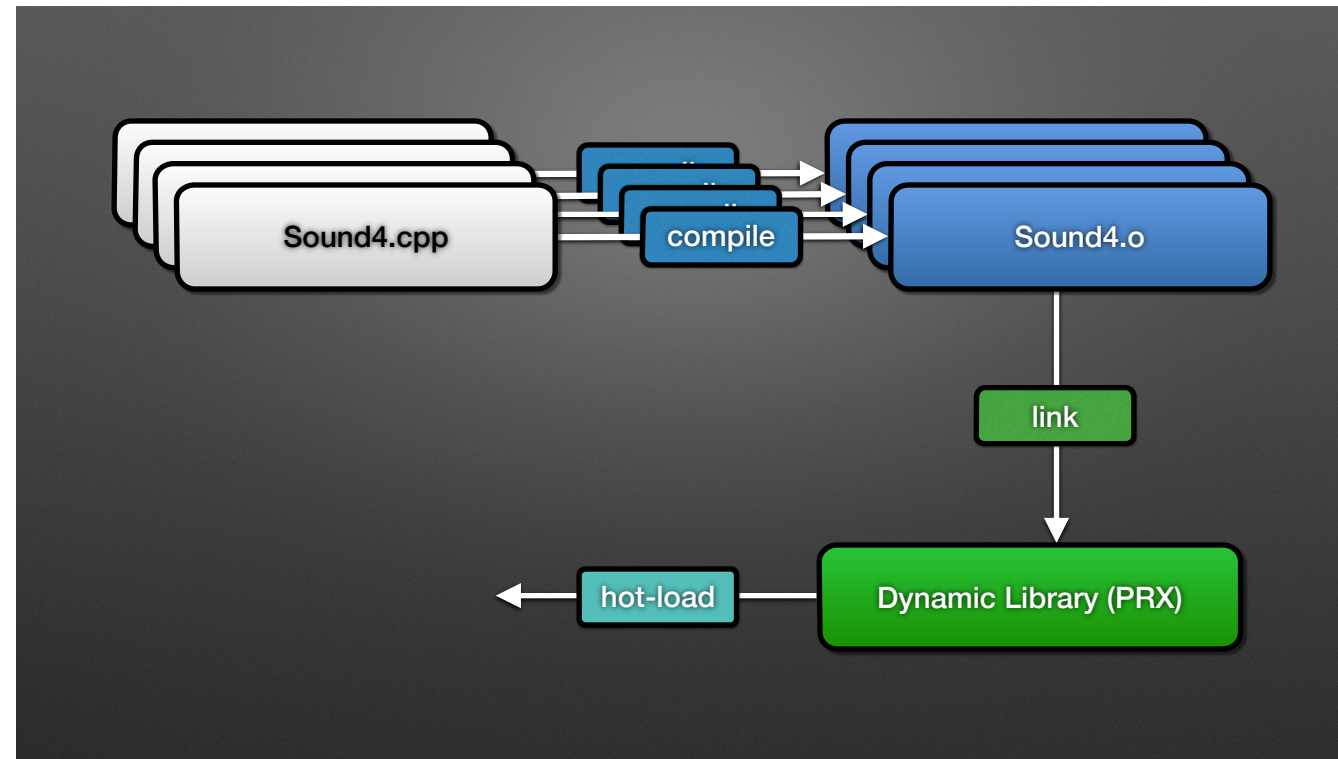 Sound4.cpp
compile
Sound4.o
link
hot-load
Dynamic Library (PRX)